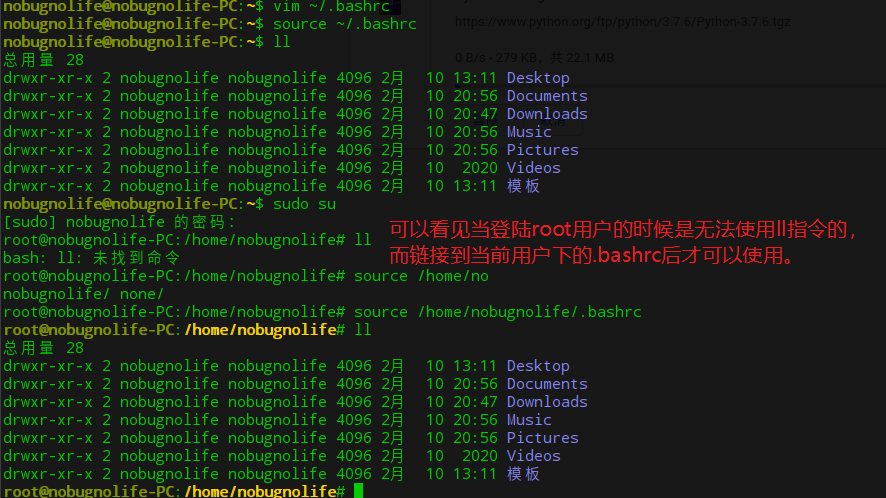 nobugnolife@nobugnolife-PC:~$ vim ~/.bashrc
https://www.python.org/ftp/python/3.7.6/Python-3.7.6.tgz
nobugnolife@nobugnolife-PC:~$ source ~/.bashrc
nobugnolife@nobugnolife-PC:~$ ll
0 B/s - 279 KB，共 22.1 MB
总用量 28
drwxr-xr-x 2 nobugnolife nobugnolife 4096 2月  10 13:11 Desktop
drwxr-xr-x 2 nobugnolife nobugnolife 4096 2月  10 20:56 Documents
drwxr-xr-x 2 nobugnolife nobugnolife 4096 2月  10 20:47 Downloads
drwxr-xr-x 2 nobugnolife nobugnolife 4096 2月  10 20:56 Music
drwxr-xr-x 2 nobugnolife nobugnolife 4096 2月  10 20:56 Pictures
drwxr-xr-x 2 nobugnolife nobugnolife 4096 2月  10  2020 Videos
drwxr-xr-x 2 nobugnolife nobugnolife 4096 2月  10 13:11 模板
nobugnolife@nobugnolife-PC:~$ sudo su
[sudo] nobugnolife 的密码：
root@nobugnolife-PC:/home/nobugnolife# ll
bash: ll: 未找到命令
可以看见当登陆root用户的时候是无法使用ll指令的，
而链接到当前用户下的.bashrc后才可以使用。
root@nobugnolife-PC:/home/nobugnolife# source /home/no
nobugnolife/ none/
root@nobugnolife-PC:/home/nobugnolife# source /home/nobugnolife/.bashrc
root@nobugnolife-PC:/home/nobugnolife# ll
总用量 28
drwxr-xr-x 2 nobugnolife nobugnolife 4096 2月  10 13:11 Desktop
drwxr-xr-x 2 nobugnolife nobugnolife 4096 2月  10 20:56 Documents
drwxr-xr-x 2 nobugnolife nobugnolife 4096 2月  10 20:47 Downloads
drwxr-xr-x 2 nobugnolife nobugnolife 4096 2月  10 20:56 Music
drwxr-xr-x 2 nobugnolife nobugnolife 4096 2月  10 20:56 Pictures
drwxr-xr-x 2 nobugnolife nobugnolife 4096 2月  10  2020 Videos
drwxr-xr-x 2 nobugnolife nobugnolife 4096 2月  10 13:11 模板
root@nobugnolife-PC:/home/nobugnolife#